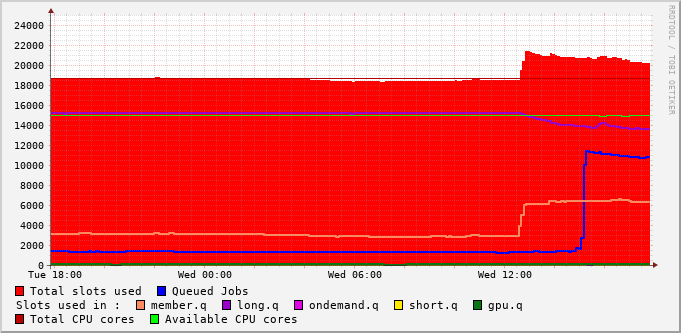 24000
22000
20000
18000
16000
14000
12000
10000
8000
6000
4000
2000
0
Tue 18:00 Wed 00:00 Wed 06:00 Wed 12:00
Total slots used Queued Jobs
Slots used in : member.q long.q ondemand.q short.q gpu.q
Total CPU cores Available CPU cores
RRDTOOL / TOBI OETIKER